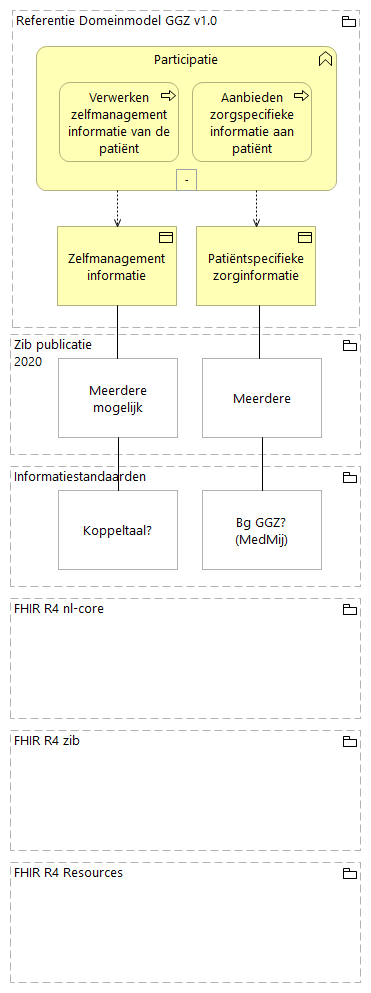 Referentie Domeinmodel GGZ v1.0
Participatie
Verwerken
zelfmanagement
informatie van de
patiënt
Aanbieden
zorgspecifieke
informatie aan
patiënt
-
Zelfmanagement
informatie
Patiëntspecifieke
zorginformatie
Zib publicatie
2020
Meerdere
mogelijk
Meerdere
Informatiestandaarden
Koppeltaal?
Bg GGZ?
(MedMij)
FHIR R4 nl-core
FHIR R4 zib
FHIR R4 Resources